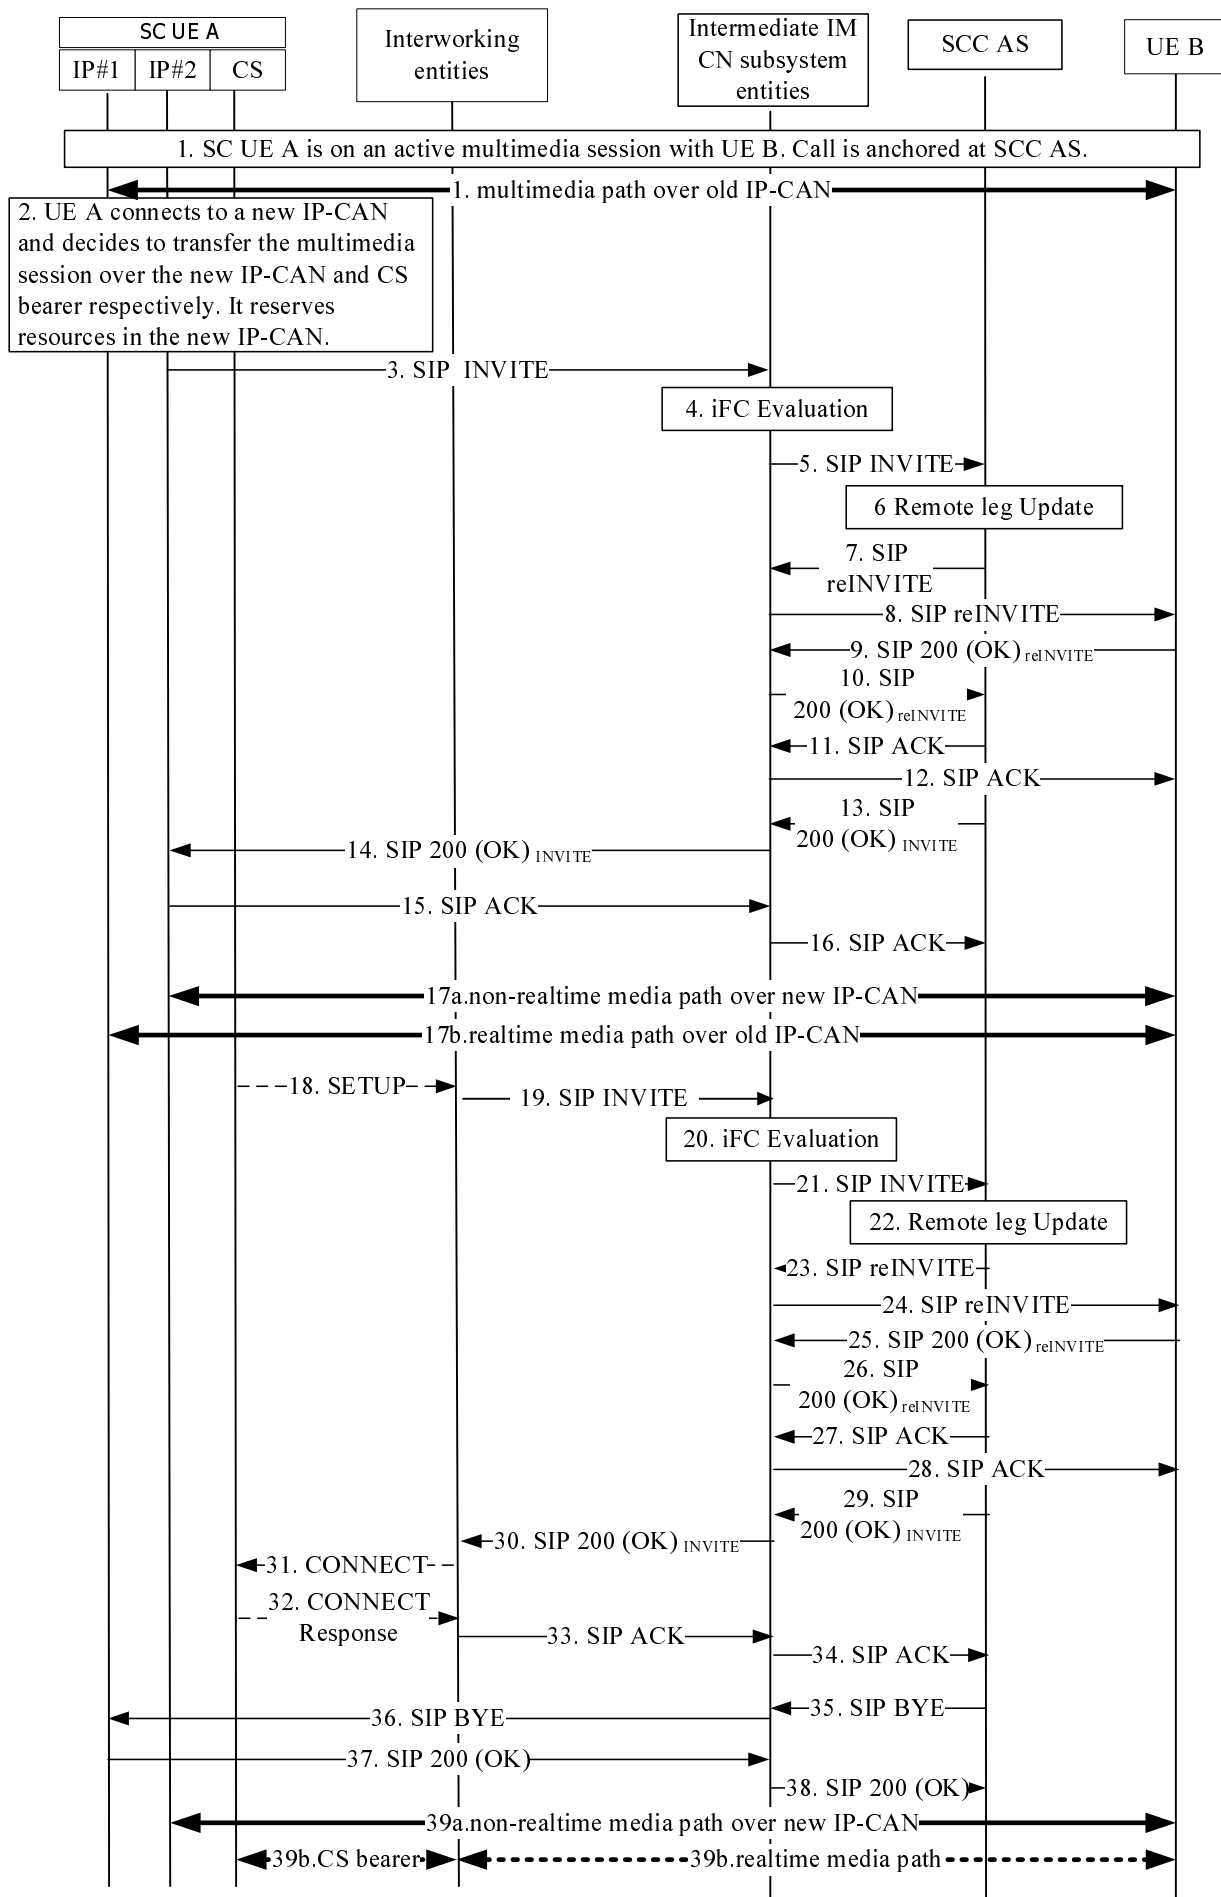 SC UE A
IP#1
IP#2
CS
Interworking
entities
Intermediate IM
CN subsystem
entities
SCC AS
UE B
1. SC UE A is on an active multimedia session with UE B. Call is anchored at SCC AS.
1. multimedia path over old IP-CAN
2. UE A connects to a new IP-CAN
and decides to transfer the multimedia
session over the new IP-CAN and CS
bearer respectively. It reserves
resources in the new IP-CAN.
3. SIP INVITE
4. iFC Evaluation
5. SIP INVITE
6 Remote leg Update
7. SIP
reINVITE
8. SIP reINVITE
9. SIP 200 (OK) reINVITE
10. SIP
200 (OK) reINVITE
11. SIP ACK
12. SIP ACK
13. SIP
200 (OK) INVITE
14. SIP 200 (OK) INVITE
15. SIP ACK
16. SIP ACK
17a.non-realtime media path over new IP-CAN
17b.realtime media path over old IP-CAN
18. SETUP
19. SIP INVITE
20. iFC Evaluation
21. SIP INVITE
22. Remote leg Update
23. SIP reINVITE
24. SIP reINVITE
25. SIP 200 (OK) reINVITE
26. SIP
200 (OK) reINVITE
27. SIP ACK
28. SIP ACK
29. SIP
200 (OK) INVITE
30. SIP 200 (OK) INVITE
31. CONNECT
32. CONNECT
Response
33. SIP ACK
34. SIP ACK
35. SIP BYE
36. SIP BYE
37. SIP 200 (OK)
38. SIP 200 (OK)
39a.non-realtime media path over new IP-CAN
39b.CS bearer
39b.realtime media path